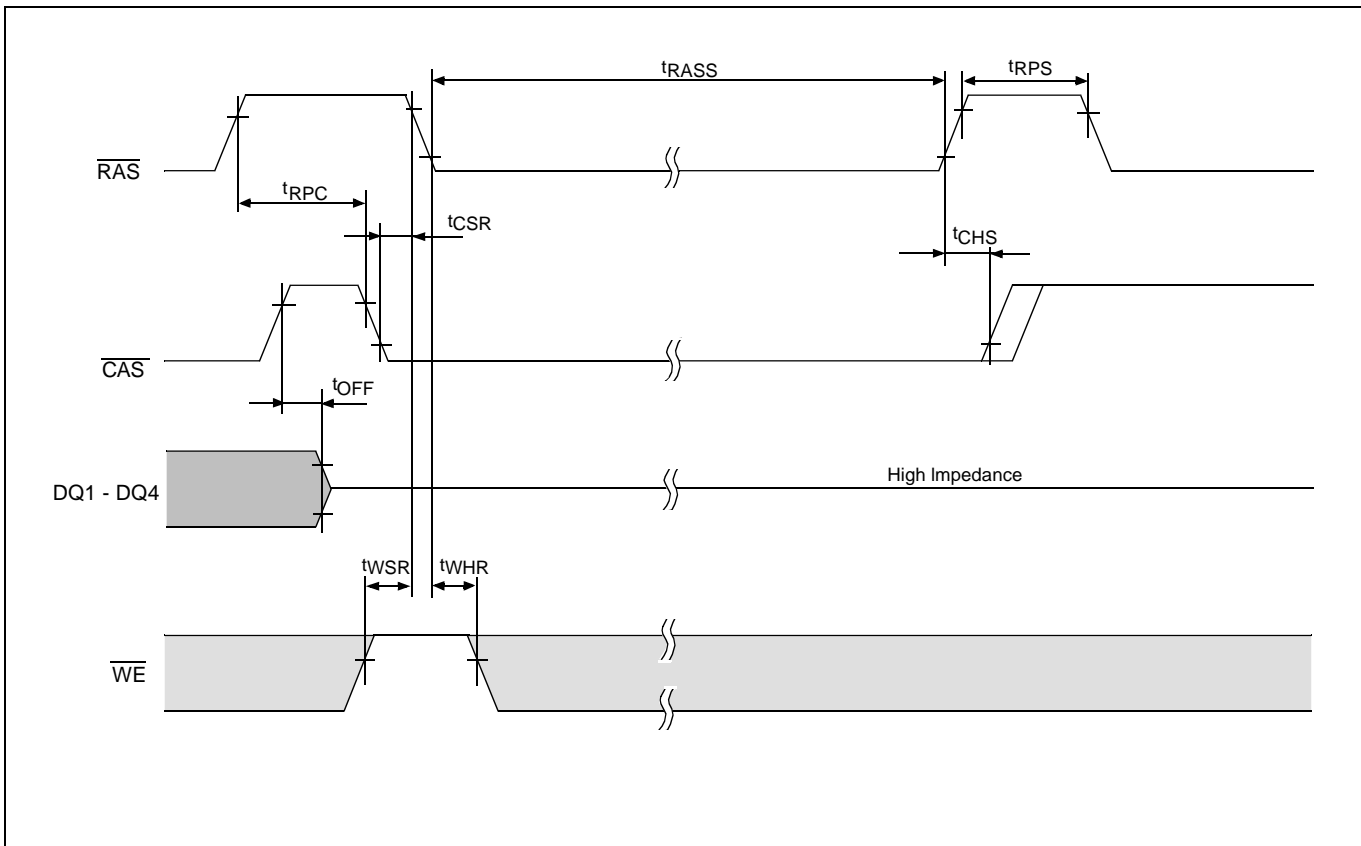 tRASS
tRPS
RAS
tRPC
tCSR
tCHS
CAS
tOFF
High Impedance
DQ1 - DQ4
tWSR
tWHR
WE